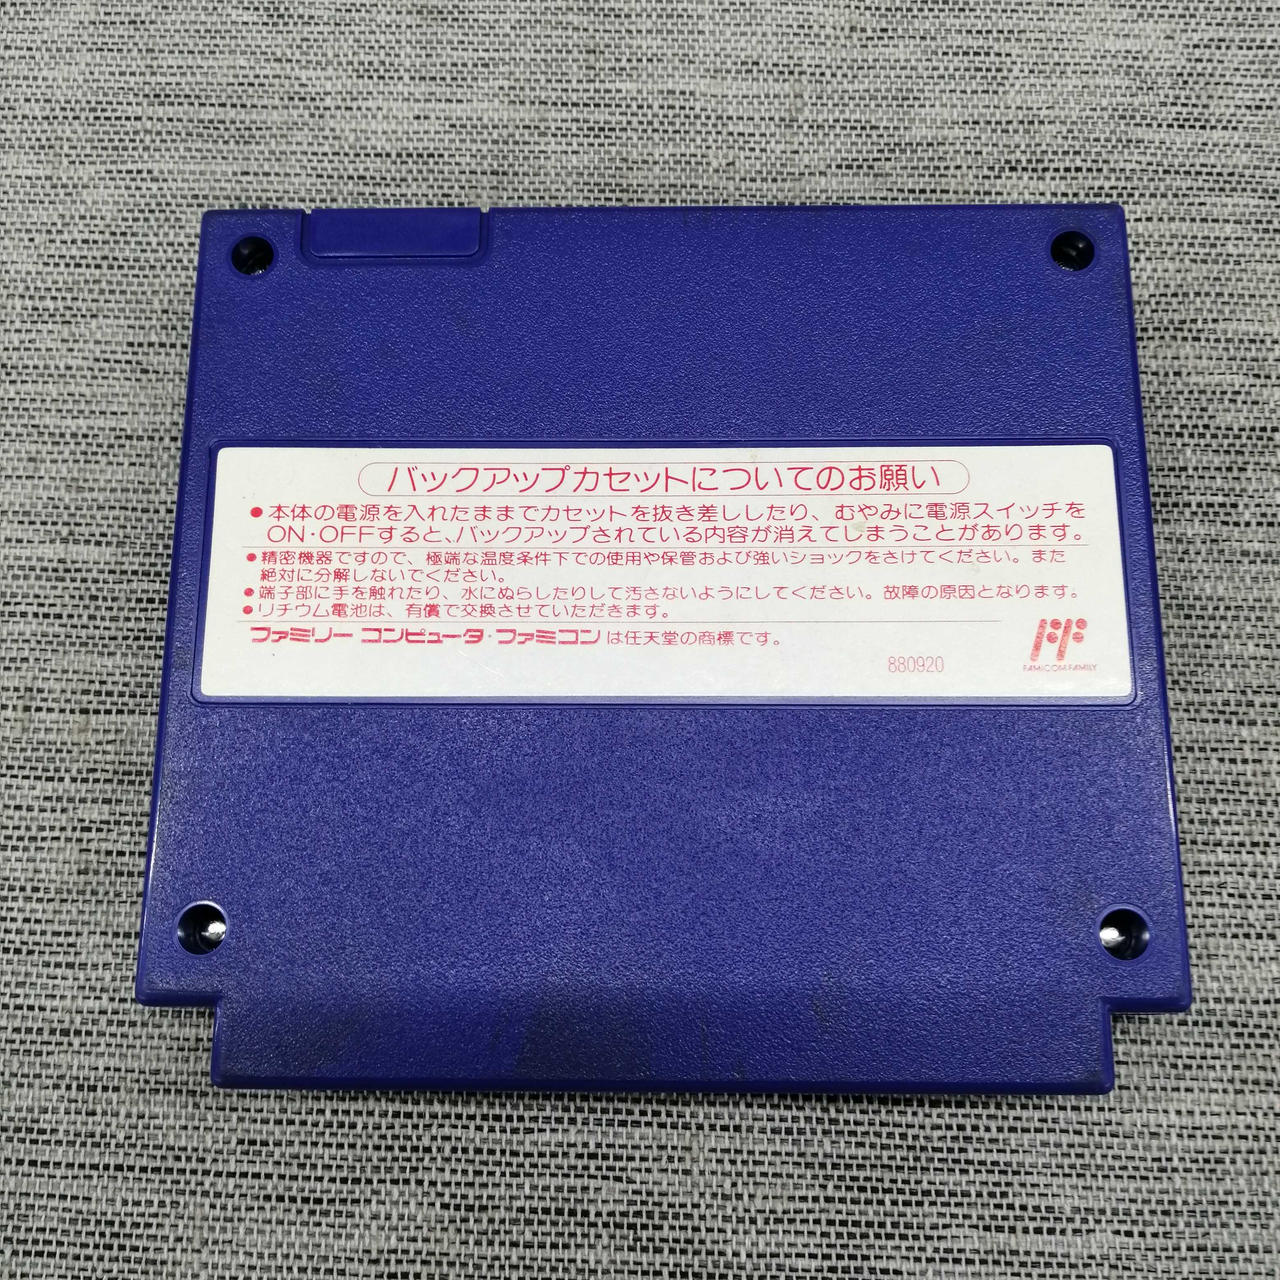 バックアップカセットについてのお願い
●本体の電源を入れたままでカセットを抜き差ししたり、むやみに電源スイッチを
ON・OFFすると、バックアップされている内容が消えてしまうことがあります。
●精密機器ですので、極端な温度条件下での使用や保管および強いショックをさけてください。また
絶対に分解しないでください。
●端子部に手を触れたり、水にぬらしたりして汚さないようにしてください。故障の原因となります。
●リチウム電池は、有償で交換させていただきます。
ファミリー コンピュータ・ファミコンは任天堂の商標です。
880920
FAMICOM FAMILY